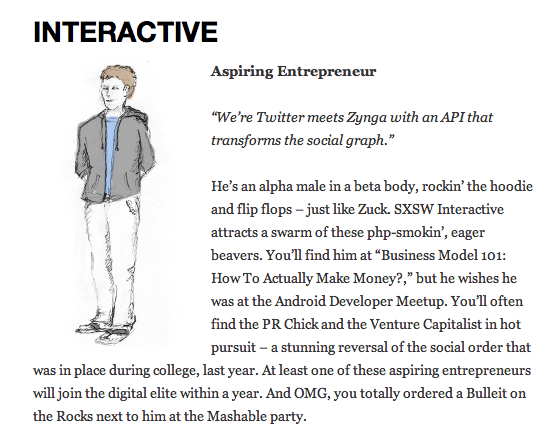 INTERACTIVE
Aspiring Entrepreneur
“We’re Twitter meets Zynga with an API that
transforms the social graph.”
He’s an alpha male in a beta body, rockin’ the hoodie
and flip flops – just like Zuck. SXSW Interactive
attracts a swarm of these php-smokin’, eager
beavers. You’ll find him at “Business Model 101:
How To Actually Make Money?,” but he wishes he
was at the Android Developer Meetup. You’ll often
find the PR Chick and the Venture Capitalist in hot
pursuit – a stunning reversal of the social order that
was in place during college, last year. At least one of these aspiring entrepreneurs
will join the digital elite within a year. And OMG, you totally ordered a Bulleit on
the Rocks next to him at the Mashable party.